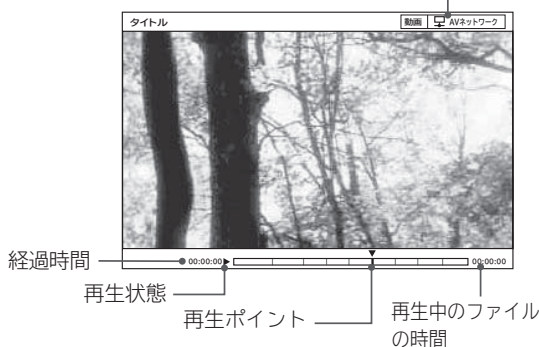 タイトル
動画 AVネットワーク
経過時間 00:00:00 00:00:00
再生状態
再生ポイント
再生中のファイル
の時間